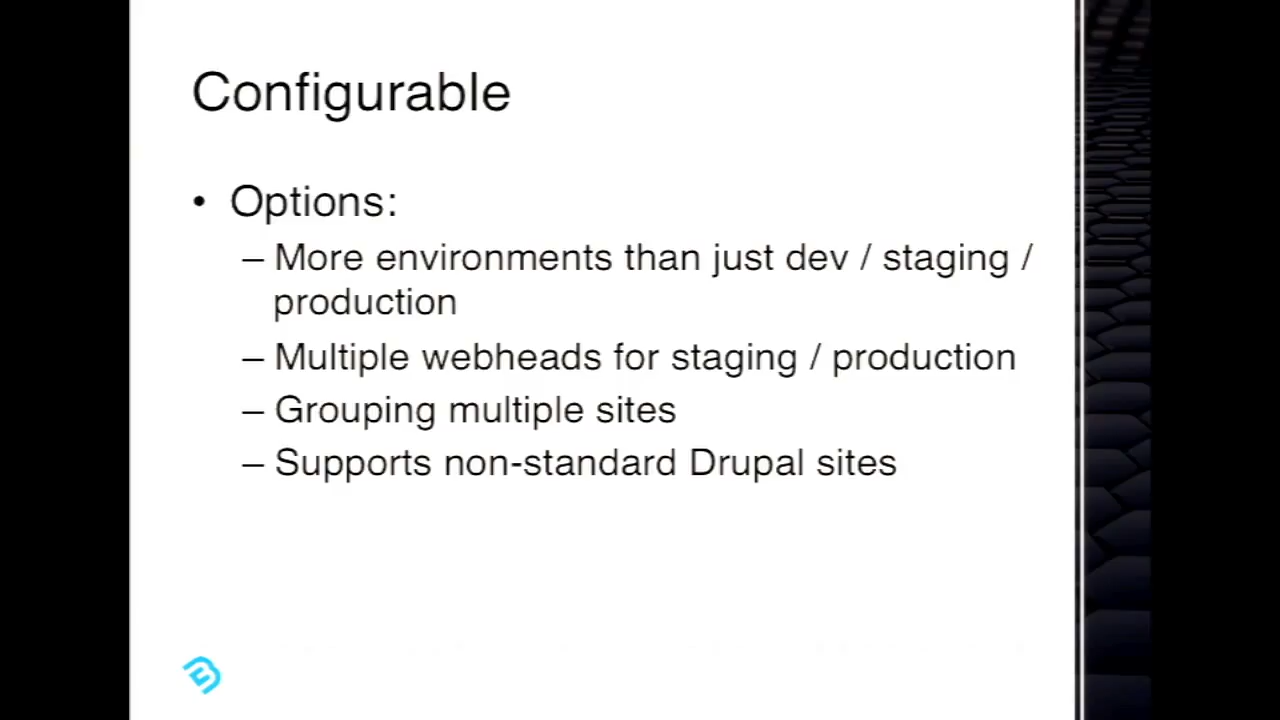 Configurable
• Options:
– More environments than just dev / staging /
production
– Multiple webheads for staging / production
– Grouping multiple sites
– Supports non-standard Drupal sites